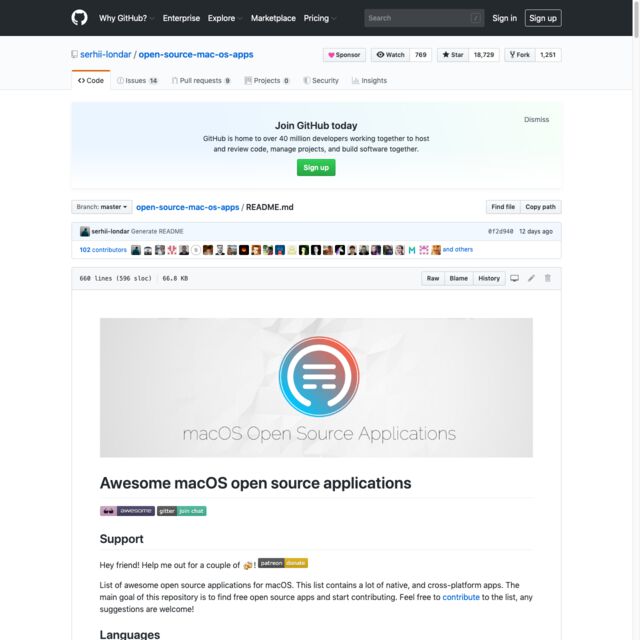 Why GitHub? Enterprise Explore Marketplace Pricing Search / Sign in Sign up
serhii-londar / open-source-mac-os-apps Sponsor Watch 769 Star 18,729 Fork 1,251
Code Issues 14 Pull requests 9 Projects 0 Security Insights
Dismiss
Join GitHub today
GitHub is home to over 40 million developers working together to host
and review code, manage projects, and build software together.
Sign up
Branch: master open-source-mac-os-apps / README.md Find file Copy path
serhii-londar Generate README 0f2d940 12 days ago
102 contributors and others
660 lines (596 sloc) 66.8 KB Raw Blame History
macOS Open Source Applications
Awesome macOS open source applications
awesome gitter join chat
Support
Hey friend! Help me out for a couple of ! patreon donate
List of awesome open source applications for macOS. This list contains a lot of native, and cross-platform apps. The
main goal of this repository is to find free open source apps and start contributing. Feel free to contribute to the list, any
suggestions are welcome!
Languages